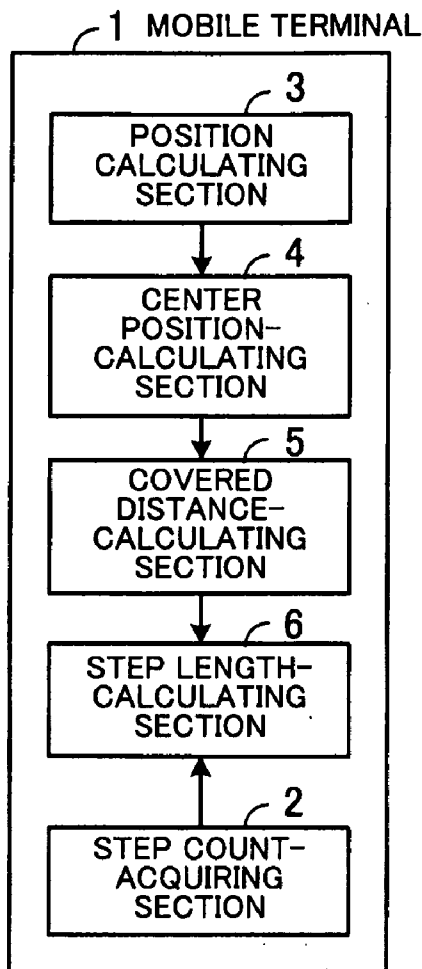 1 MOBILE TERMINAL
3
POSITION
CALCULATING
SECTION
4
CENTER
POSITION-
CALCULATING
SECTION
5
COVERED
DISTANCE-
CALCULATING
SECTION
6
STEP LENGTH-
CALCULATING
SECTION
2
STEP COUNT-
ACQUIRING
SECTION